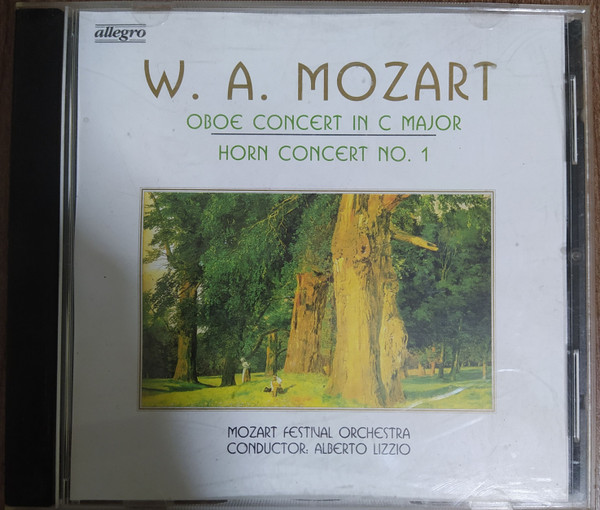 allegro
W. A. MOZART
OBOE CONCERT IN C MAJOR
HORN CONCERT NO. 1
MOZART FESTIVAL ORCHESTRA
CONDUCTOR: ALBERTO LIZZIO